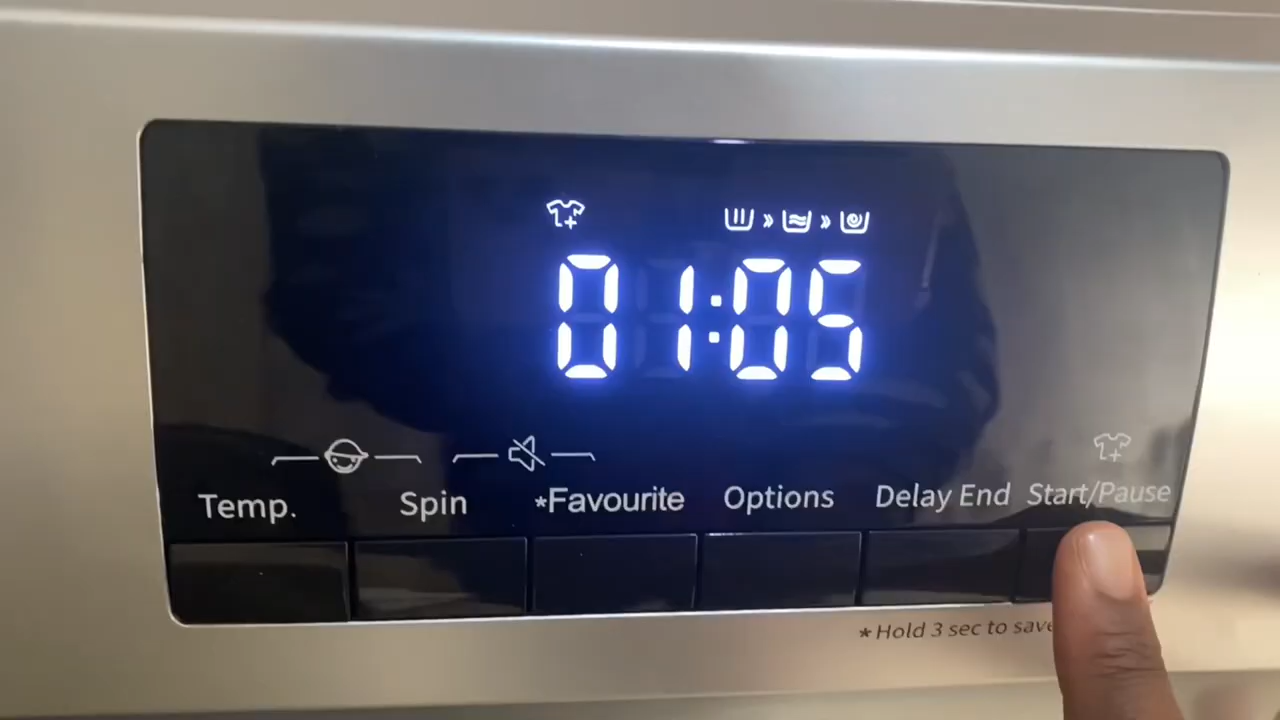 01:05
Temp. Spin *Favourite Options Delay End Start/Pause
*Hold 3 sec to save